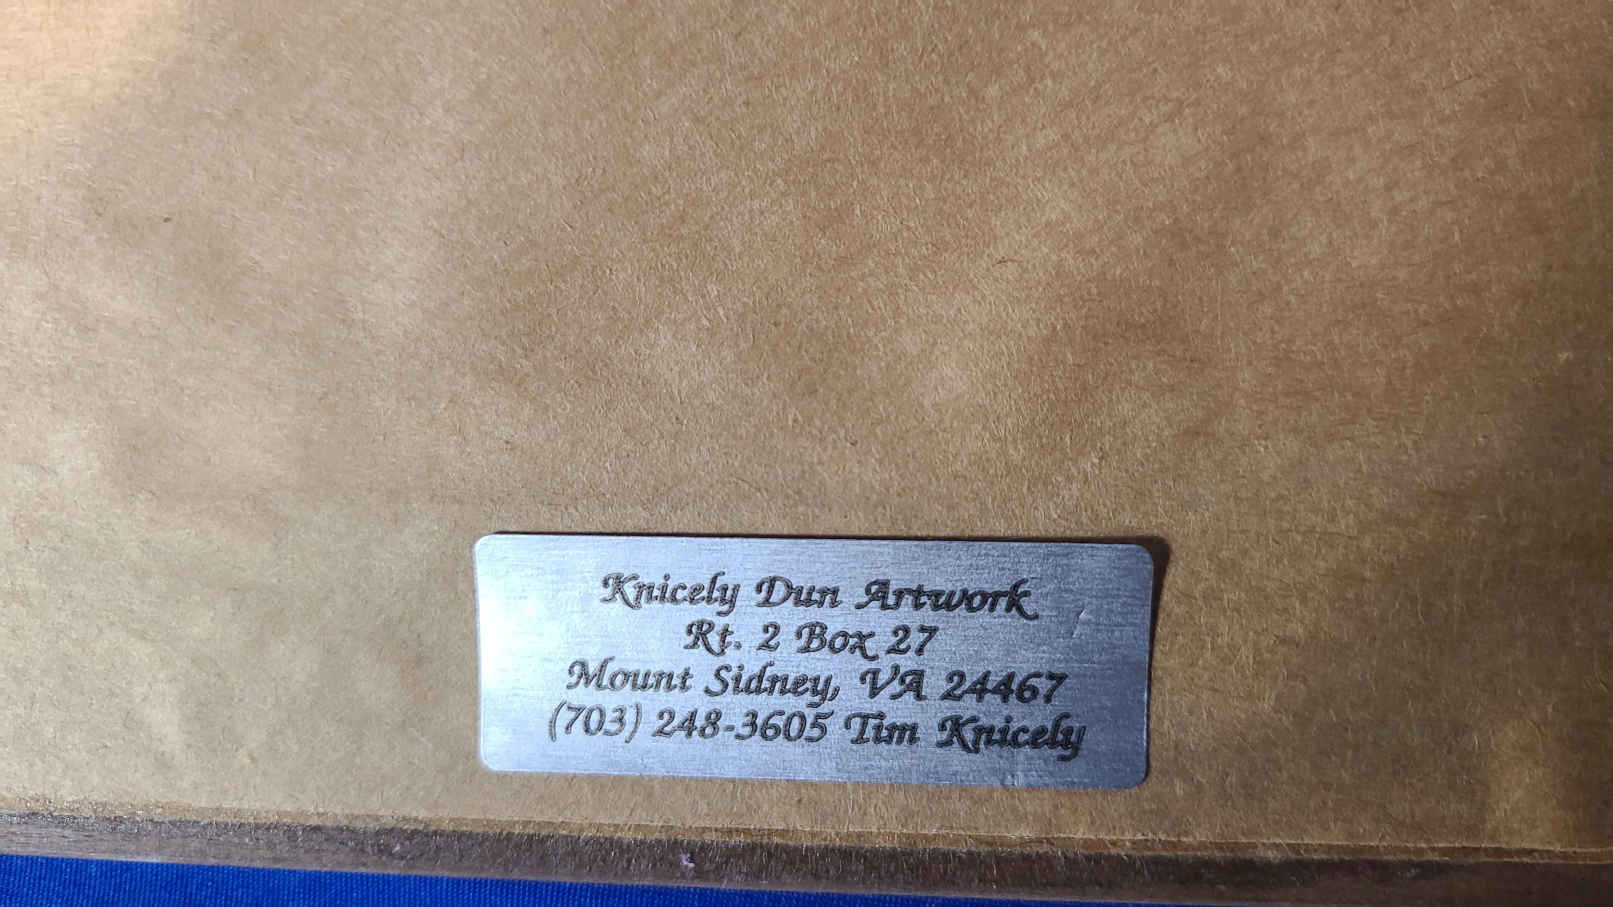 Knicely Dun Artwork
Rt. 2 Box 27
Mount Sidney, VA 24467
(703) 248-3605 Tim Knicely